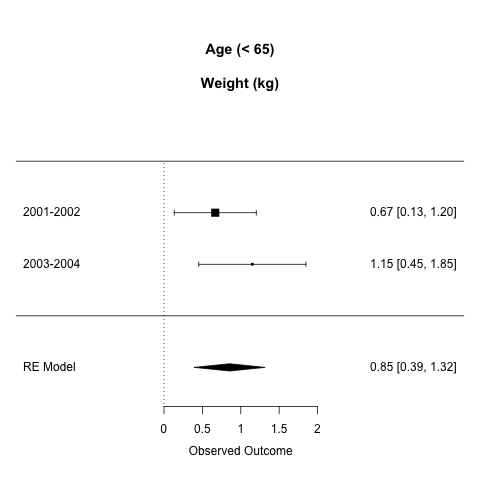 Age (< 65)
Weight (kg)
2001-2002 0.67 [0.13, 1.20]
2003-2004 1.15 [0.45, 1.85]
RE Model 0.85 [0.39, 1.32]
0 0.5 1 1.5 2
Observed Outcome